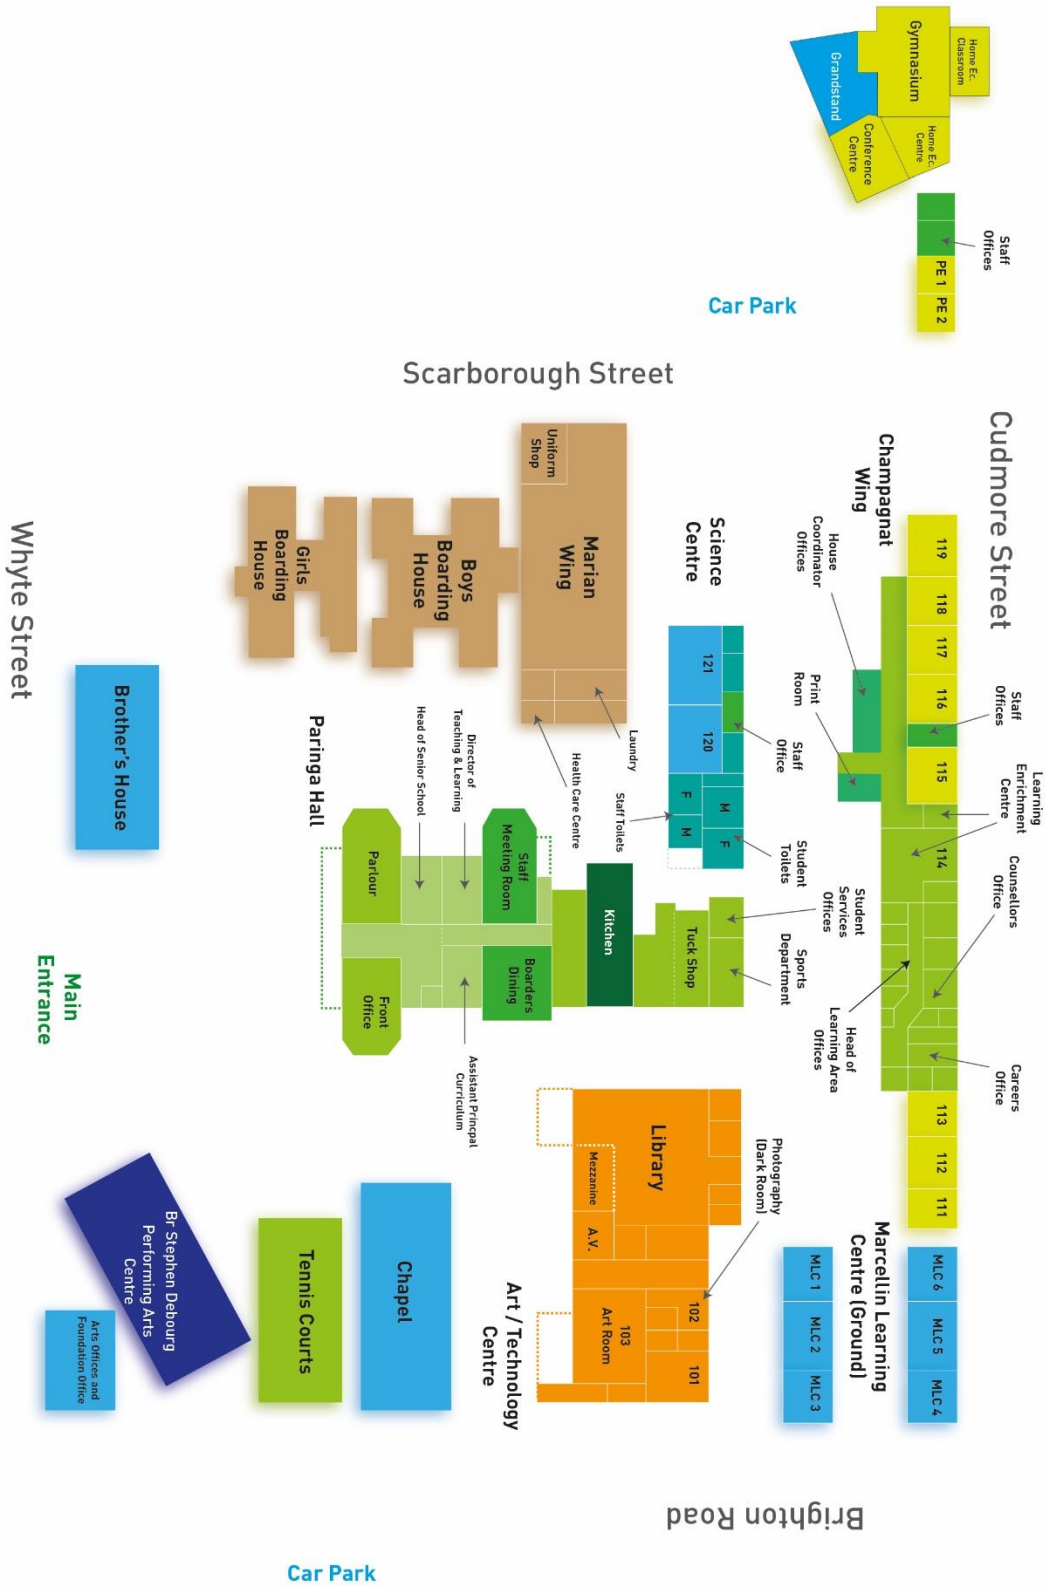 Cudmore Street
Staff
Offices
Learning
Enrichment
Centre
Counsellors
Office
Careers
Office
Home Ec.
Classroom
Gymnasium
Home Ec.
Centre
Grandstand
Conference
Centre
Staff
Offices
PE 1
PE 2
Car Park
Scarborough Street
Champagnat
Wing
119
118
117
116
115
114
113
112
111
House
Coordinator
Offices
Print
Room
Head of
Learning Area
Offices
MLC 6
MLC 5
MLC 4
Marcellin Learning
Centre (Ground)
MLC 1
MLC 2
MLC 3
Science
Centre
121
120
Staff
Office
F
M
M
F
Staff Toilets
Student
Toilets
Student
Services
Offices
Sports
Department
Tuck Shop
Kitchen
Uniform
Shop
Marian
Wing
Laundry
Health Care Centre
Boys
Boarding
House
Girls
Boarding
House
Photography
(Dark Room)
Library
Mezzanine
A.V.
102
101
103
Art Room
Art / Technology
Centre
Staff
Meeting Room
Boarders
Dining
Director of
Teaching & Learning
Head of Senior School
Assistant Princpal
Curriculum
Paringa Hall
Parlour
Front
Office
Chapel
Tennis Courts
Br Stephen Debourg
Performing Arts
Centre
Arts Offices and
Foundation Office
Brother's House
Main
Entrance
Whyte Street
Brighton Road
Car Park